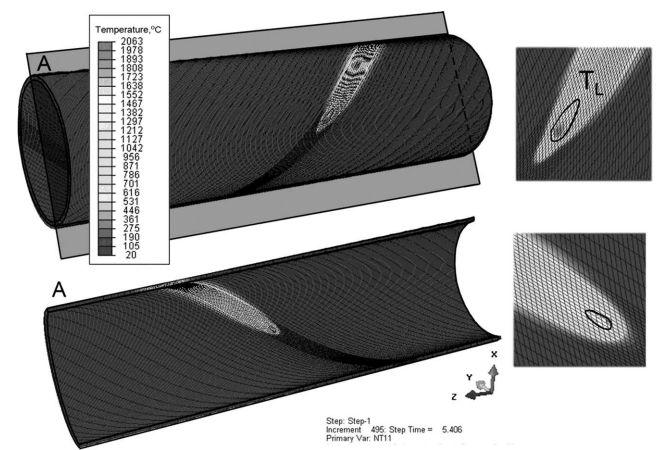 Temperature,°C
2063
1978
1893
1808
1723
1638
1552
1467
1382
1297
1212
1127
1042
956
871
786
701
616
531
446
361
275
190
105
20
A
T_L
A
X
Y
Z
Step: Step-1
Increment 495: Step Time = 5.406
Primary Var: NT11